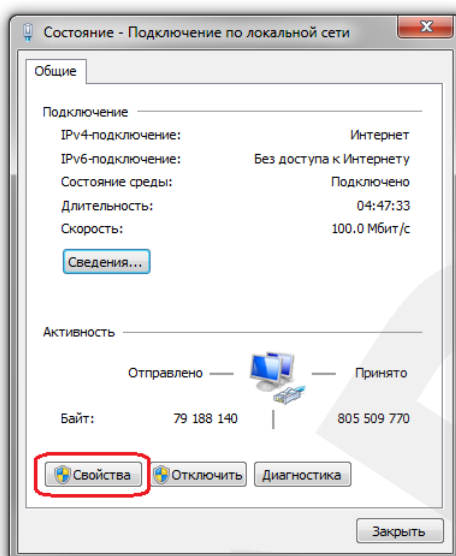 Состояние - Подключение по локальной сети
Общие
Подключение
IPv4-подключение: Интернет
IPv6-подключение: Без доступа к Интернету
Состояние среды: Подключено
Длительность: 04:47:33
Скорость: 100.0 Мбит/с
Сведения...
Активность
Отправлено — — Принято
Байт: 79 188 140 805 509 770
Свойства Отключить Диагностика
Закрыть